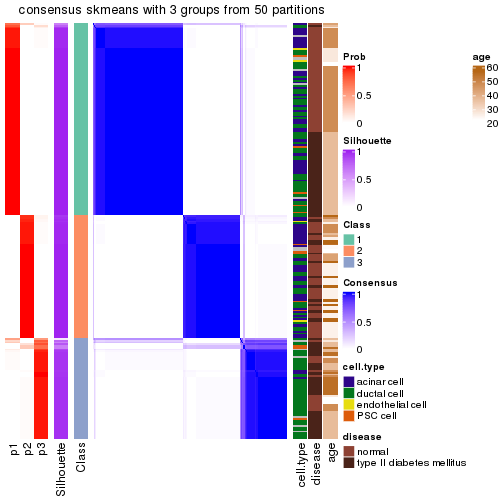 consensus skmeans with 3 groups from 50 partitions
p1
p2
p3
Silhouette
Class
cell.type
disease
age
Prob
1
0.5
0
Silhouette
1
0.5
0
Class
1
2
3
Consensus
1
0.5
0
cell.type
acinar cell
ductal cell
endothelial cell
PSC cell
disease
normal
type II diabetes mellitus
age
60
50
40
30
20